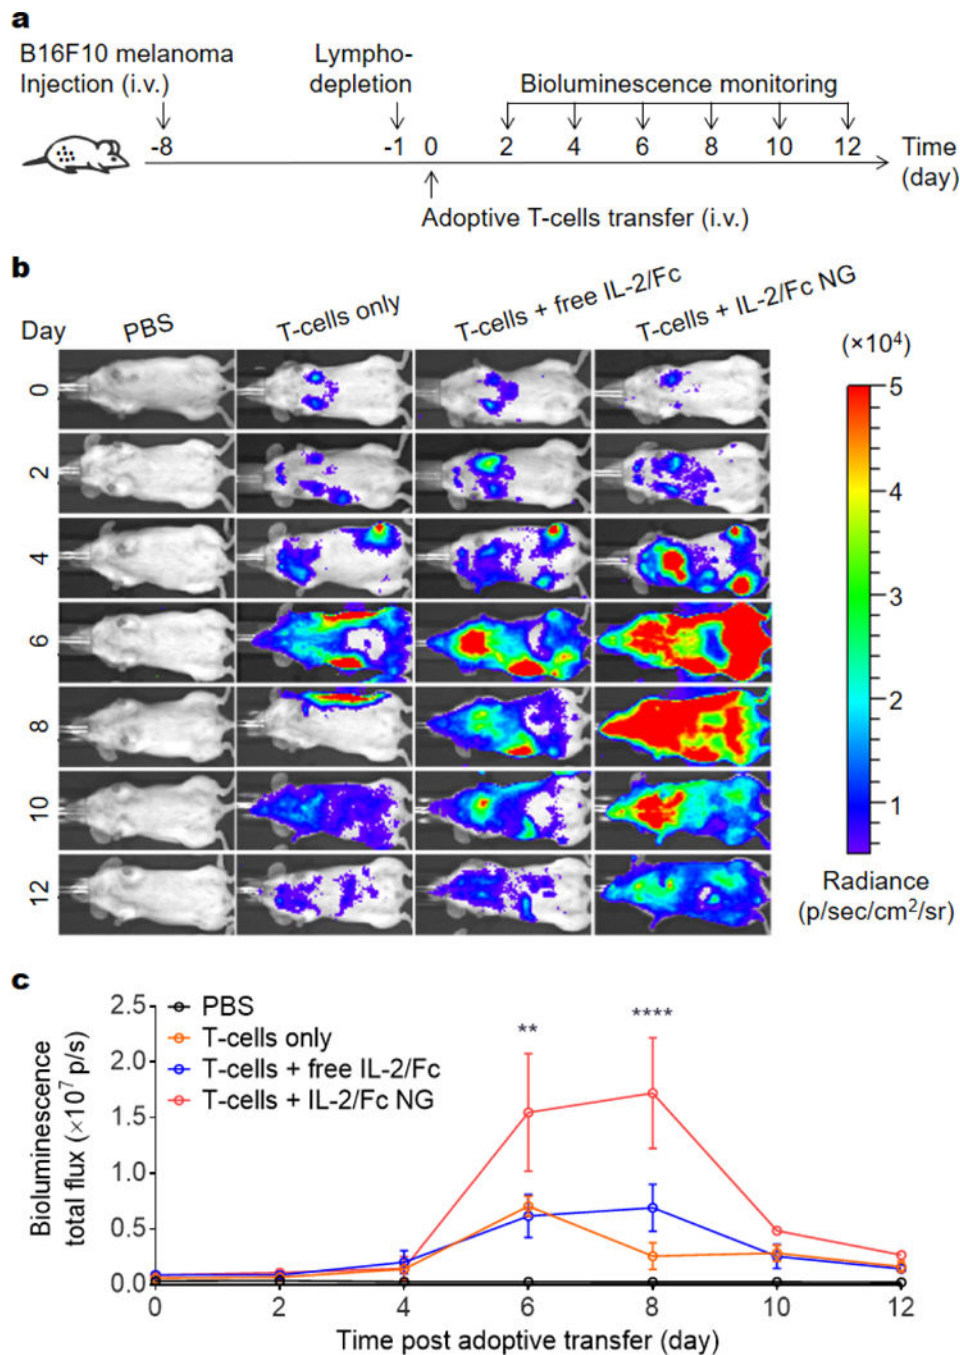 a
B16F10 melanoma
Injection (i.v.)
Lympho-
depletion
Bioluminescence monitoring
-8
-1
0
2
4
6
8
10
12
Time
(day)
Adoptive T-cells transfer (i.v.)
b
Day
PBS
T-cells only
T-cells + free IL-2/Fc
T-cells + IL-2/Fc NG
(×10⁴)
0
2
4
6
8
10
12
5
4
3
2
1
Radiance
(p/sec/cm²/sr)
c
Bioluminescence
total flux (×10⁷ p/s)
2.5
2.0
1.5
1.0
0.5
0.0
PBS
T-cells only
T-cells + free IL-2/Fc
T-cells + IL-2/Fc NG
**
****
0
2
4
6
8
10
12
Time post adoptive transfer (day)